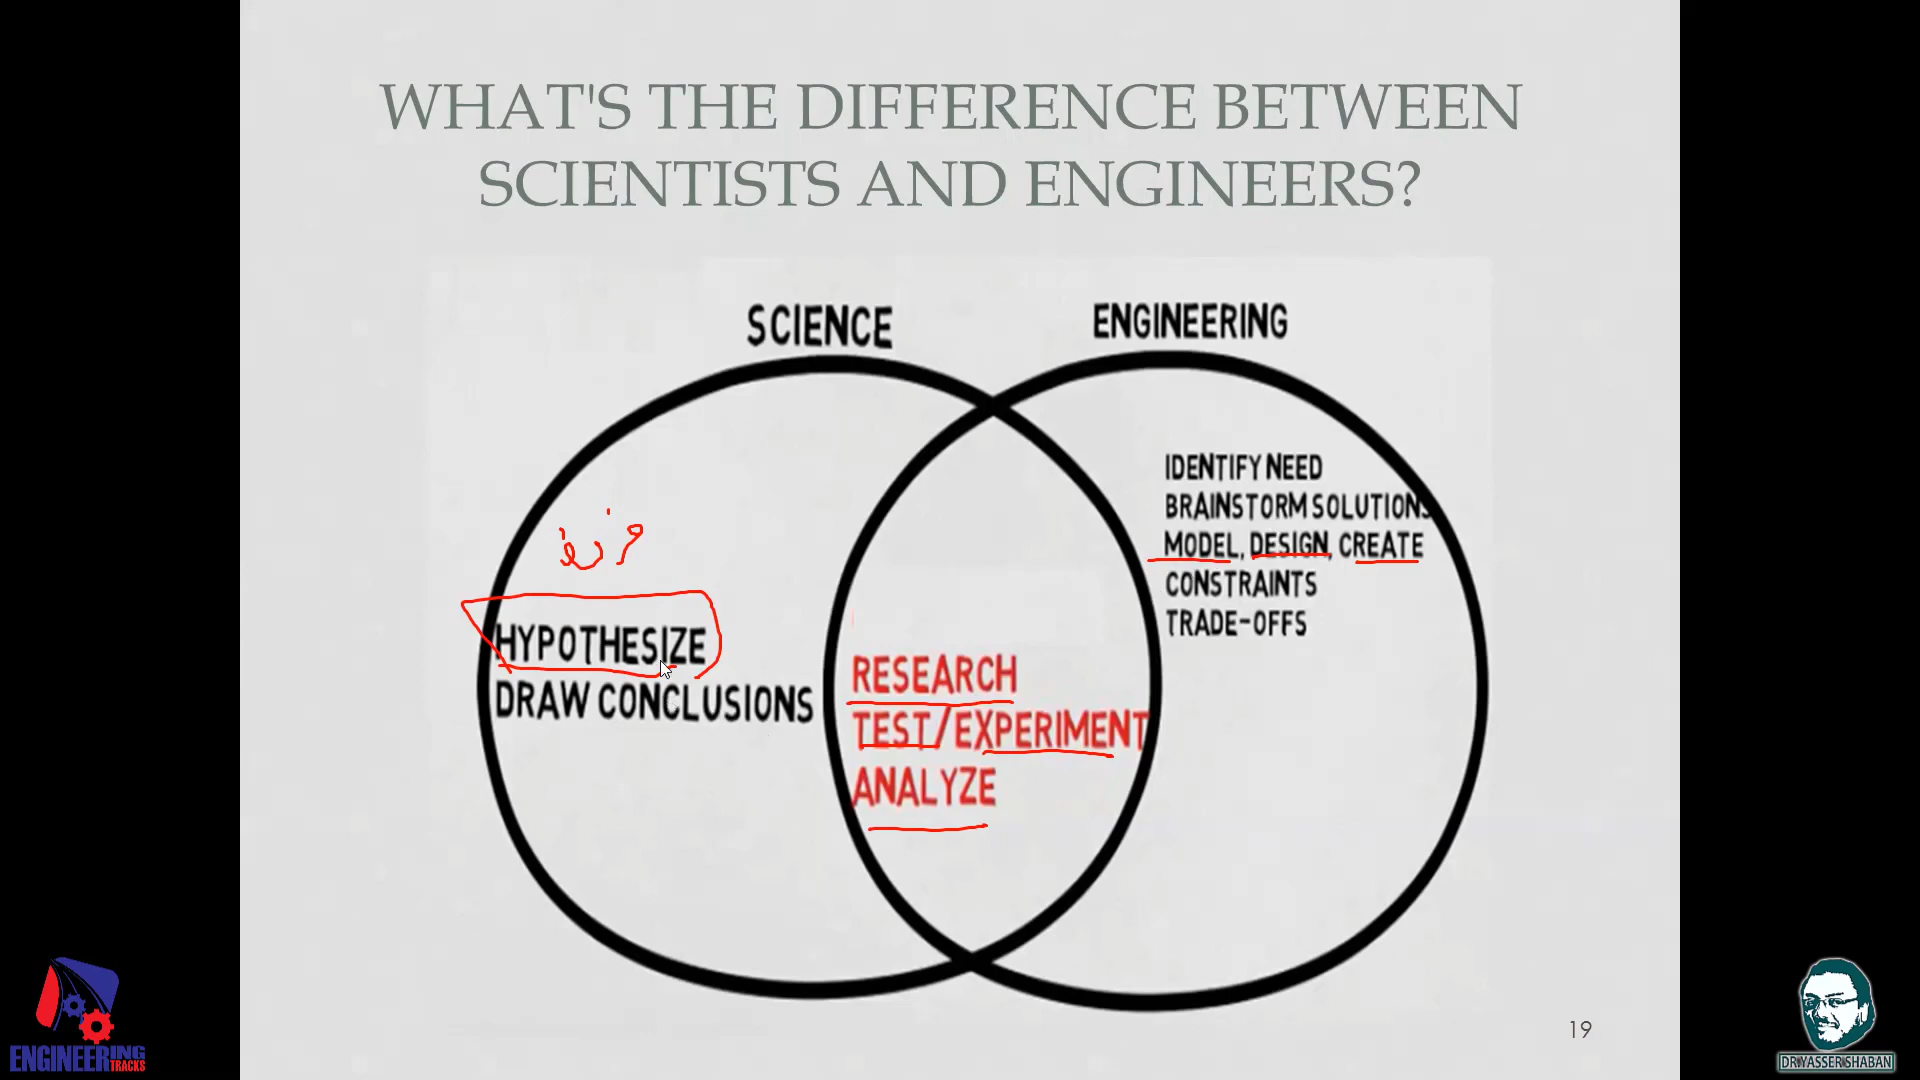 WHAT'S THE DIFFERENCE BETWEEN
SCIENTISTS AND ENGINEERS?
SCIENCE
ENGINEERING
IDENTIFY NEED
BRAINSTORM SOLUTIONS
MODEL, DESIGN, CREATE
CONSTRAINTS
TRADE-OFFS
HYPOTHESIZE
DRAW CONCLUSIONS
RESEARCH
TEST/EXPERIMENT
ANALYZE
19
ENGINEERING
TRACKS
DR.YASSER SHABAN